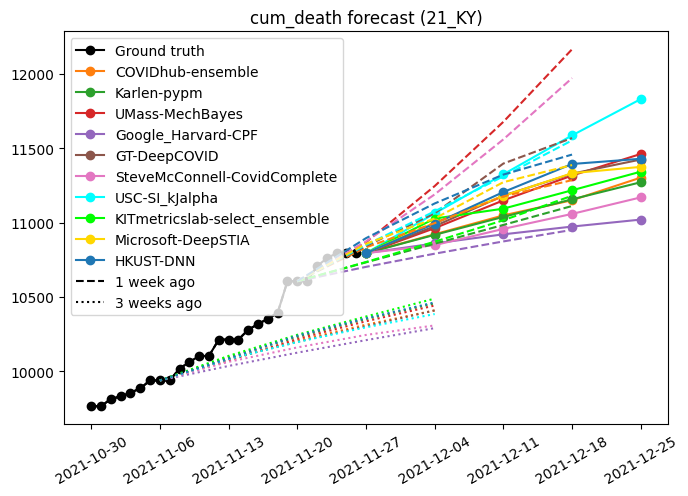 cum_death forecast (21_KY)
12000
11500
11000
10500
10000
Ground truth
COVIDhub-ensemble
Karlen-pypm
UMass-MechBayes
Google_Harvard-CPF
GT-DeepCOVID
SteveMcConnell-CovidComplete
USC-SI_kJalpha
KITmetricslab-select_ensemble
Microsoft-DeepSTIA
HKUST-DNN
1 week ago
3 weeks ago
2021-10-30
2021-11-06
2021-11-13
2021-11-20
2021-11-27
2021-12-04
2021-12-11
2021-12-18
2021-12-25